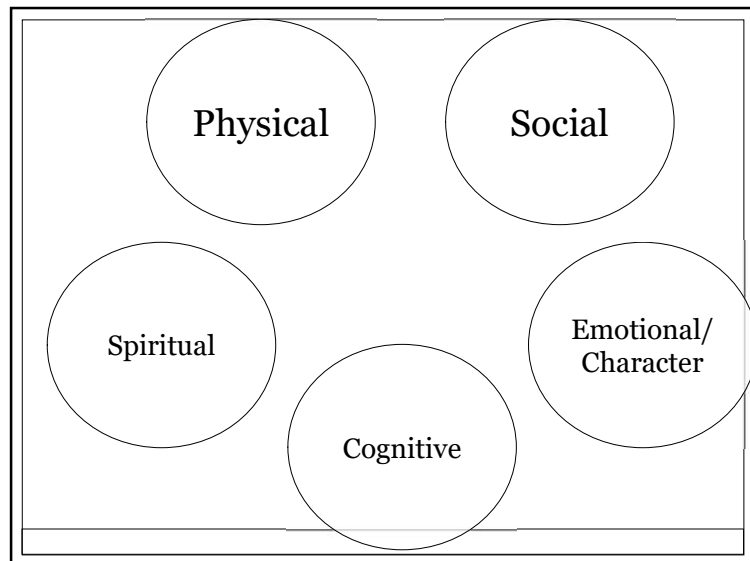 Physical
Social
Spiritual
Emotional/
Character
Cognitive